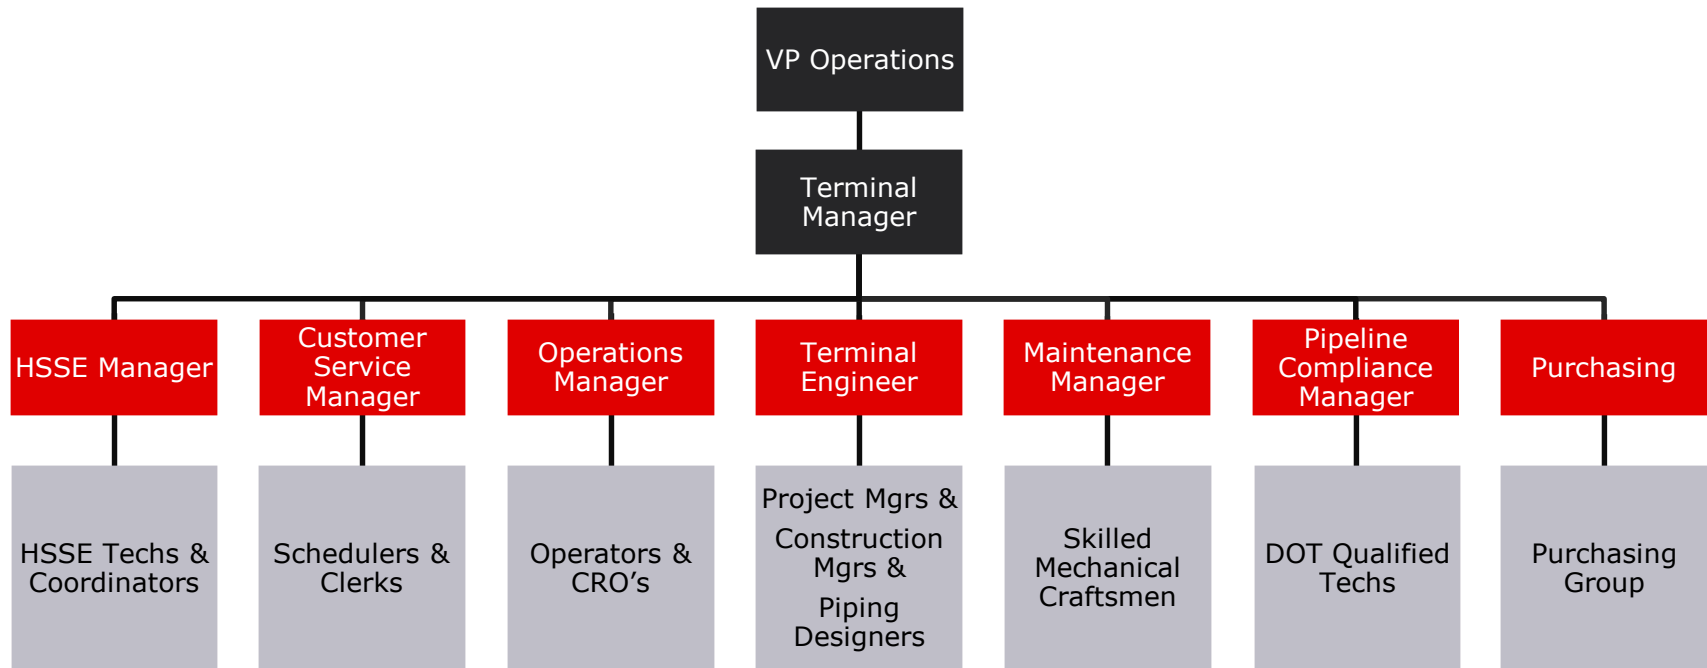 VP Operations
Terminal
Manager
HSSE Manager
Customer
Service
Manager
Operations
Manager
Terminal
Engineer
Maintenance
Manager
Pipeline
Compliance
Manager
Purchasing
HSSE Techs &
Coordinators
Schedulers &
Clerks
Operators &
CRO’s
Project Mgrs &
Construction
Mgrs &
Piping
Designers
Skilled
Mechanical
Craftsmen
DOT Qualified
Techs
Purchasing
Group